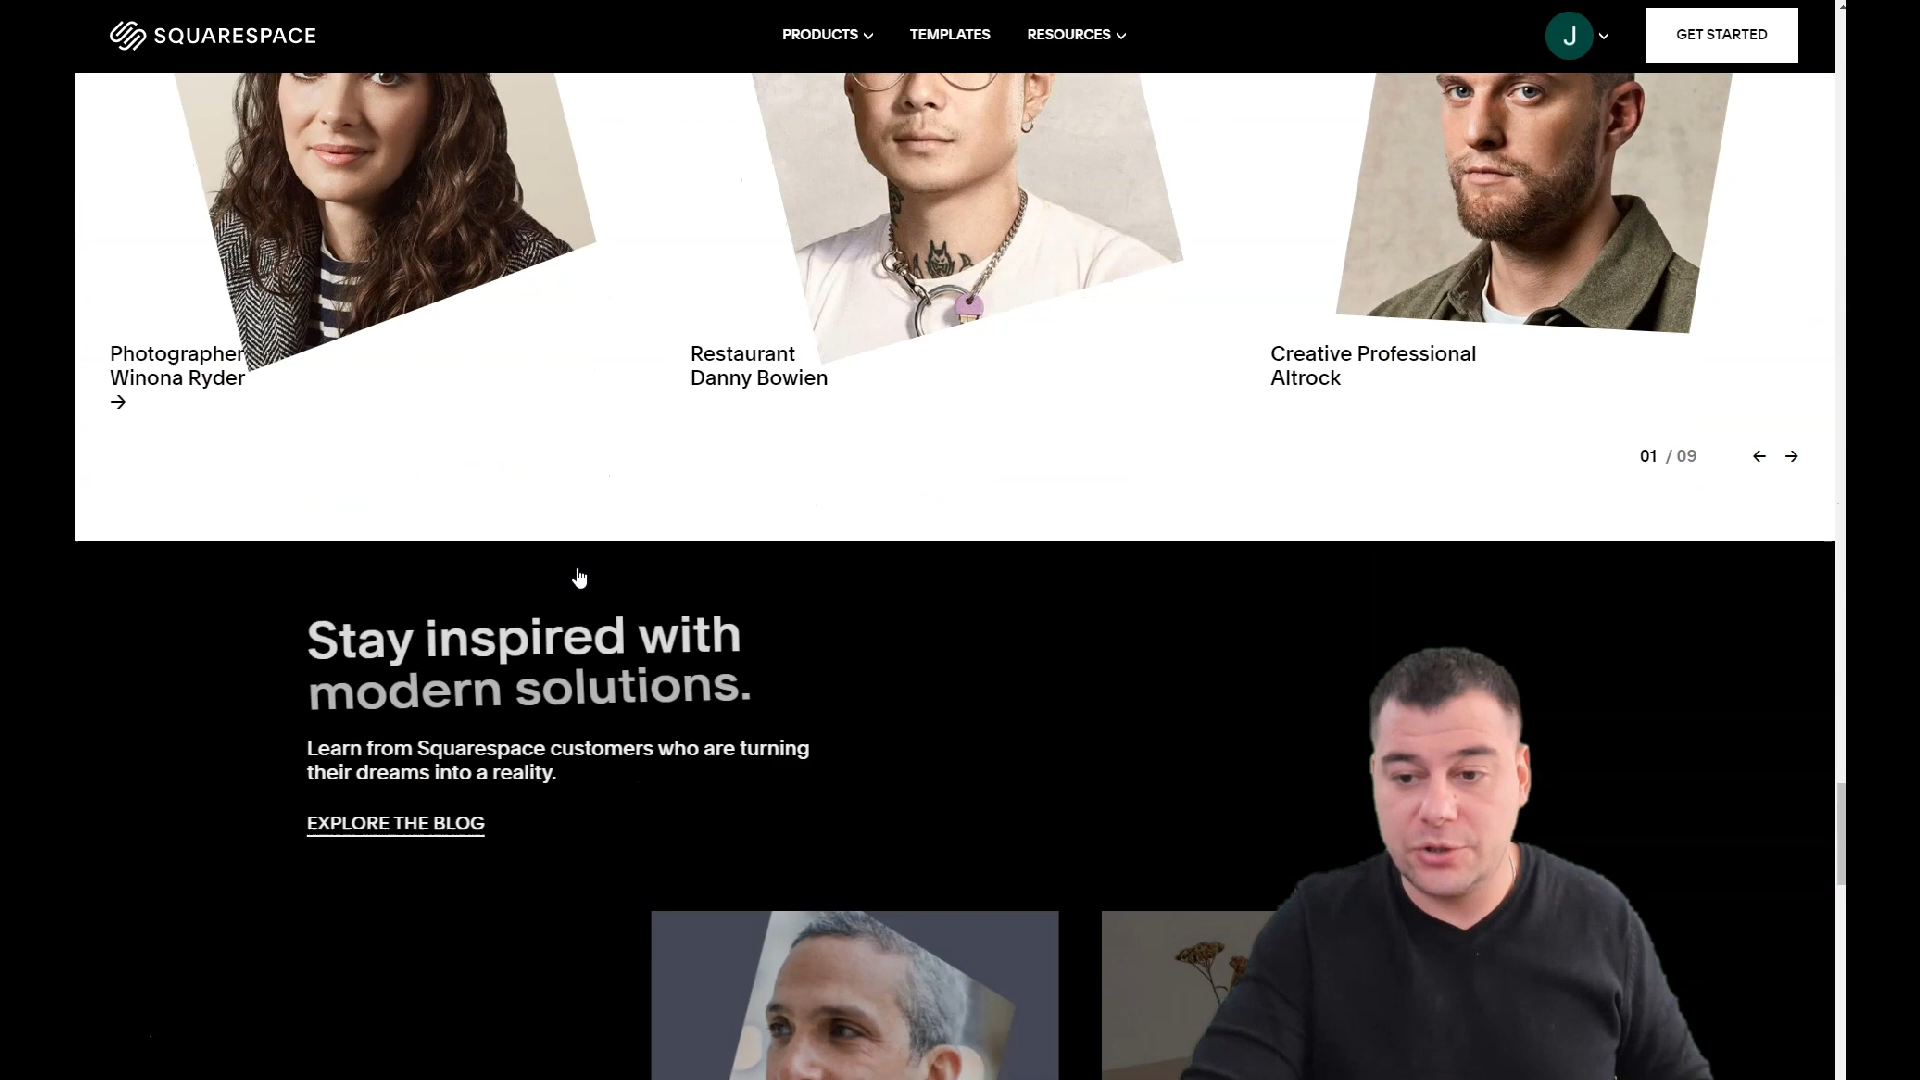 SQUARESPACE
PRODUCTS
TEMPLATES
RESOURCES
J
GET STARTED
Photographer
Winona Ryder
Restaurant
Danny Bowien
Creative Professional
Altrock
01 / 09
Stay inspired with
modern solutions.
Learn from Squarespace customers who are turning
their dreams into a reality.
EXPLORE THE BLOG